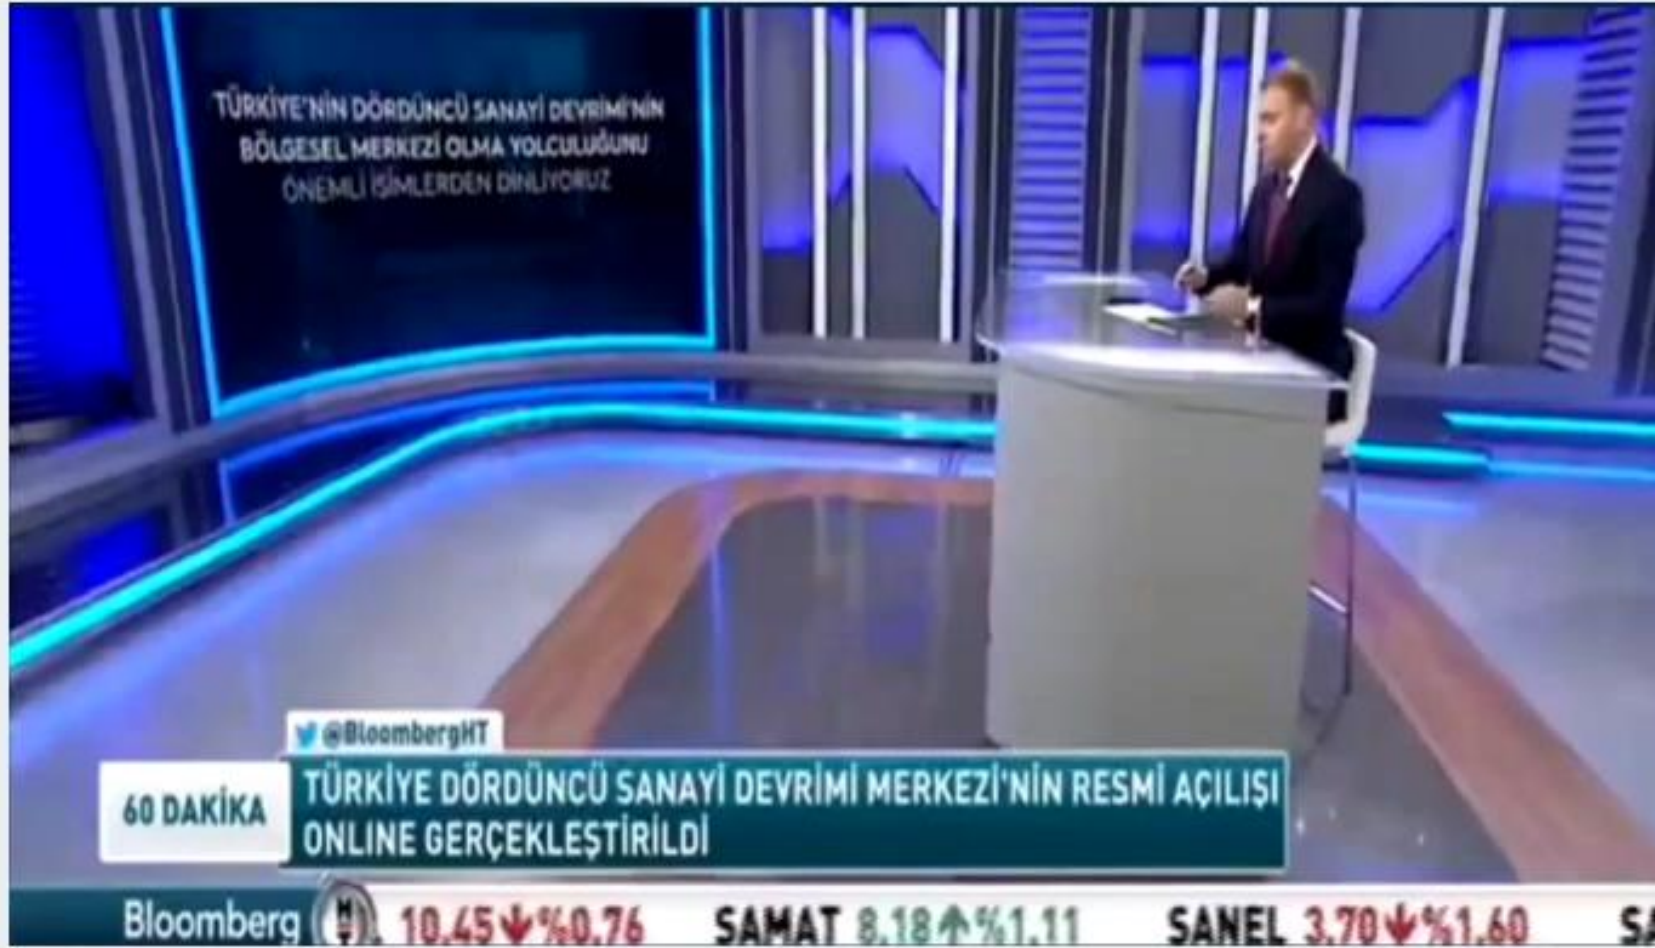 TÜRKİYE'NİN DÖRDÜNCÜ SANAYİ DEVRİMİ'NİN
BÖLGESEL MERKEZİ OLMA YOLCULUĞUNU
ÖNEMLİ İSİMLERDEN DİNLİYORUZ
@BloombergHT
60 DAKİKA
TÜRKİYE DÖRDÜNCÜ SANAYİ DEVRİMİ MERKEZİ'NİN RESMİ AÇILIŞI
ONLINE GERÇEKLEŞTİRİLDİ
Bloomberg HT 10.45 %0.76 SAMAT 8.18 %1.11 SANEL 3.70 %1.60 SA